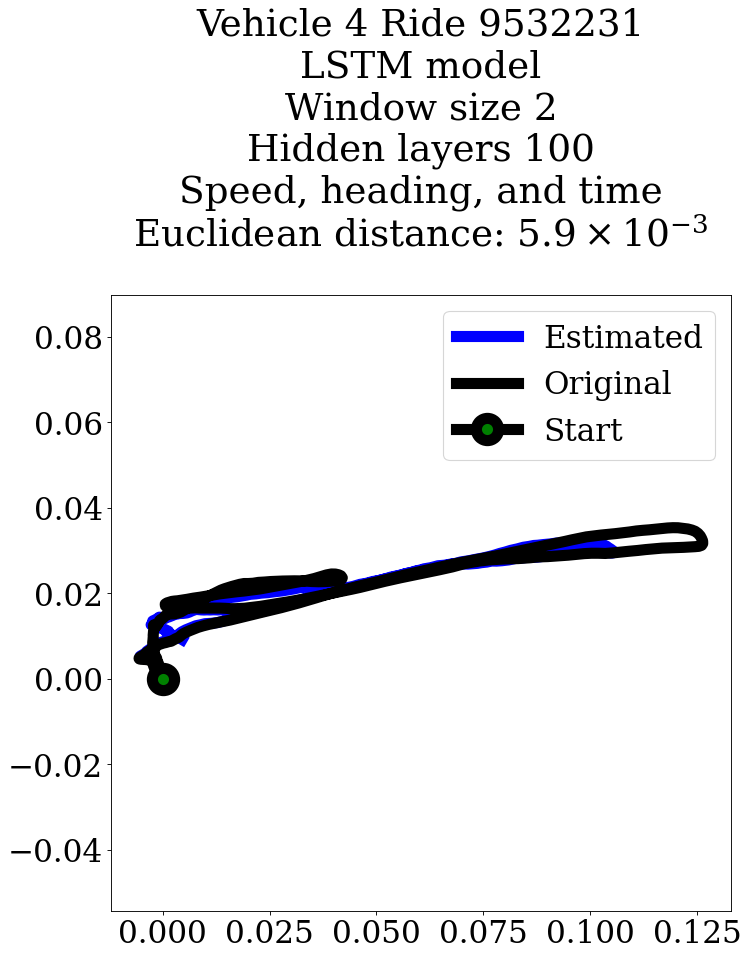 Vehicle 4 Ride 9532231
LSTM model
Window size 2
Hidden layers 100
Speed, heading, and time
Euclidean distance: 5.9 × 10⁻³
Estimated
Original
Start
0.08
0.06
0.04
0.02
0.00
−0.02
−0.04
0.000 0.025 0.050 0.075 0.100 0.125